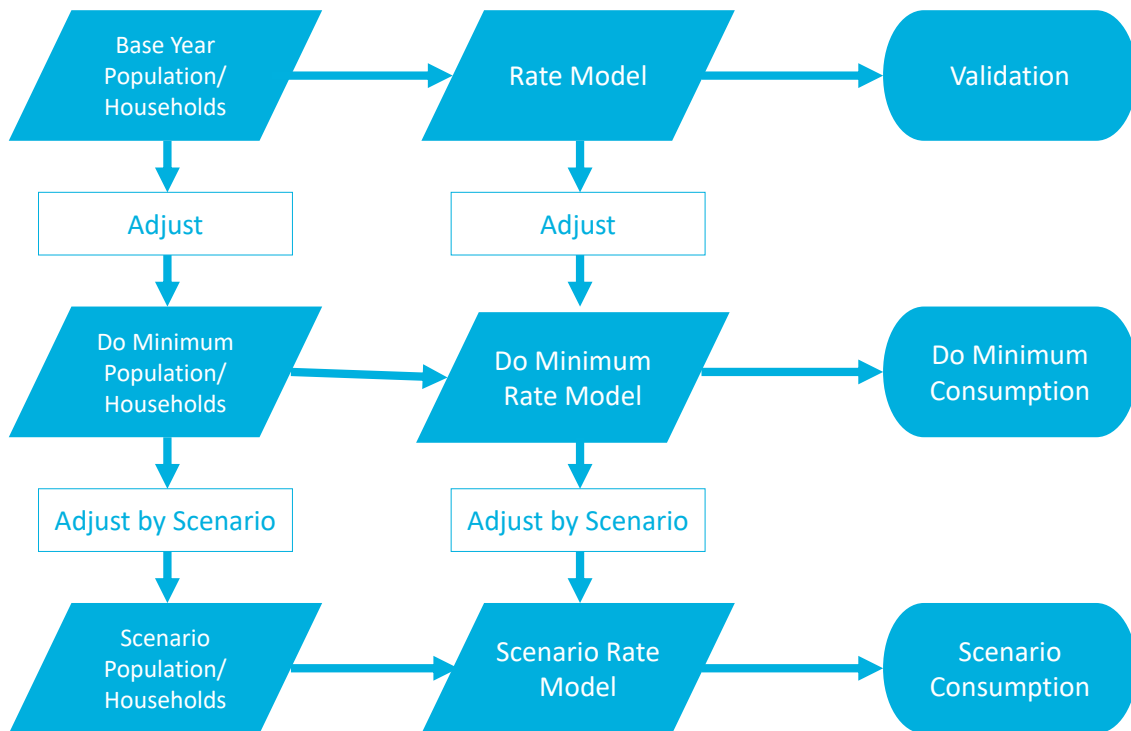 Base Year
Population/
Households
Rate Model
Validation
Adjust
Adjust
Do Minimum
Population/
Households
Do Minimum
Rate Model
Do Minimum
Consumption
Adjust by Scenario
Adjust by Scenario
Scenario
Population/
Households
Scenario Rate
Model
Scenario
Consumption